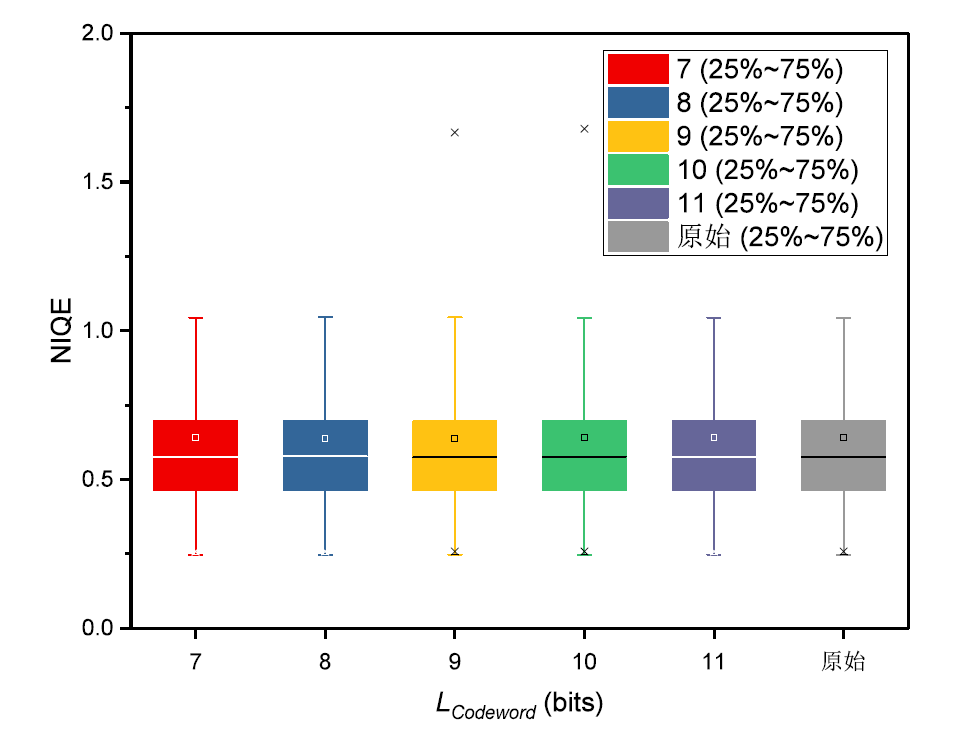 2.0
1.5
1.0
0.5
0.0
NIQE
7 (25%~75%)
8 (25%~75%)
9 (25%~75%)
10 (25%~75%)
11 (25%~75%)
原始 (25%~75%)
7 8 9 10 11 原始
L Codeword (bits)